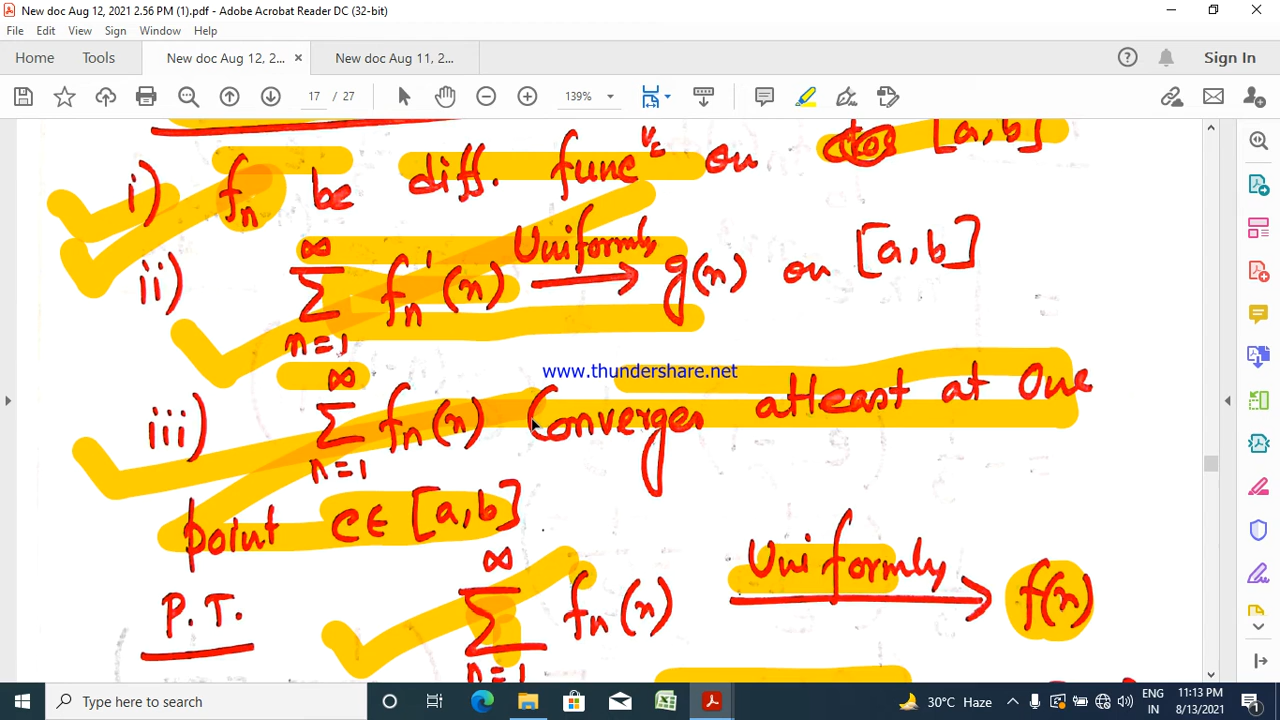 New doc Aug 12, 2021 2.56 PM (1).pdf - Adobe Acrobat Reader DC (32-bit)
File Edit View Sign Window Help
Home Tools New doc Aug 12, 2... × New doc Aug 11, 2... Sign In
17 / 27 139%
[a,b]
i) fn be diff. func on
ii) ∞ Σ n=1 fn'(x) Uniformly → g(x) on [a,b]
www.thundershare.net
iii) ∞ Σ n=1 fn(x) Converges atleast at One
point c∈ [a,b]
P.T. ∞ Σ n=1 fn(x) Uniformly → f(x)
Type here to search 30°C Haze ENG IN 11:13 PM 8/13/2021